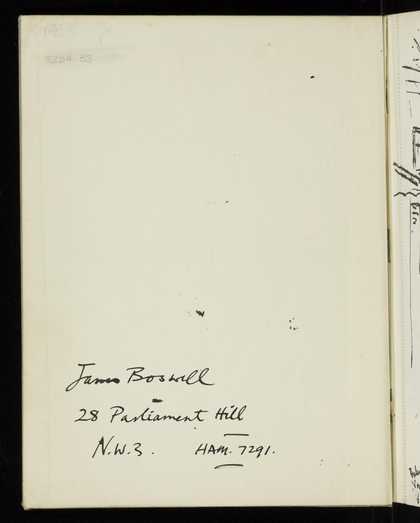 James Boswell
28 Parliament Hill
N.W.3. HAM. 7291.